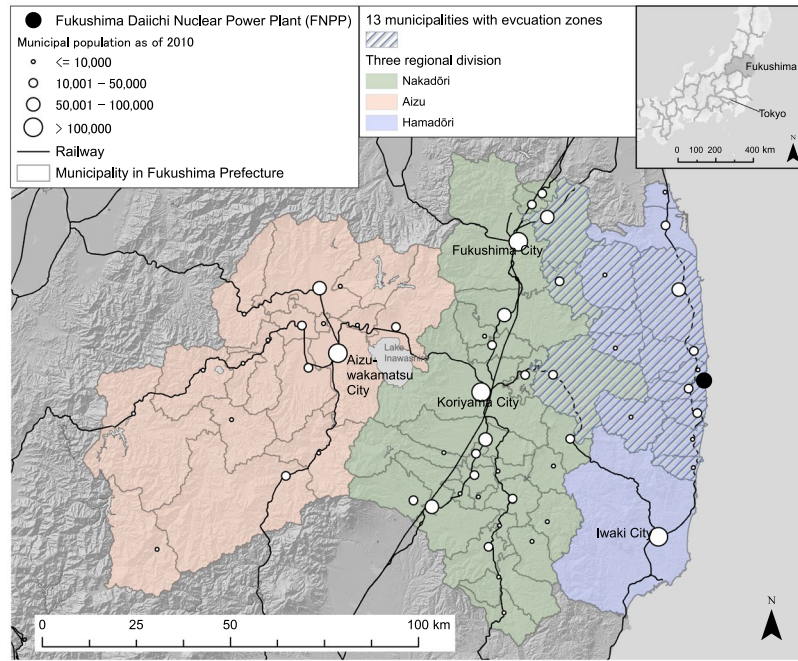 Fukushima Daiichi Nuclear Power Plant (FNPP)
Municipal population as of 2010
<= 10,000
10,001 – 50,000
50,001 – 100,000
> 100,000
Railway
Municipality in Fukushima Prefecture
13 municipalities with evcuation zones
Three regional division
Nakadōri
Aizu
Hamadōri
Fukushima
Tokyo
0 100 200 400 km
N
Fukushima City
Lake
Inawashiro
Aizu-
wakamatsu
City
Koriyama City
Iwaki City
0 25 50 100 km
N